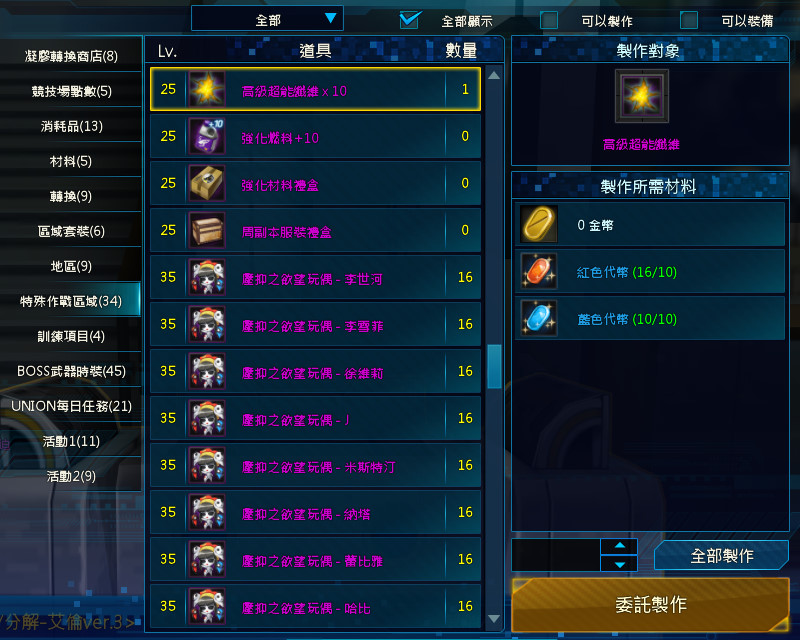 全部
全部顯示
可以製作
可以裝備
凝膠轉換商店(8)
競技場點數(5)
消耗品(13)
材料(5)
轉換(9)
區域套裝(6)
地區(9)
特殊作戰區域(34)
訓練項目(4)
BOSS武器時裝(45)
UNION每日任務(21)
活動1(11)
活動2(9)
/分解-艾倫ver.3>
Lv. 道具 數量
25 高級超能纖維 x 10 1
25 +10 強化燃料+10 0
25 強化材料禮盒 0
25 周副本服裝禮盒 0
35 壓抑之欲望玩偶 - 李世河 16
35 壓抑之欲望玩偶 - 李雪菲 16
35 壓抑之欲望玩偶 - 徐維莉 16
35 壓抑之欲望玩偶 - J 16
35 壓抑之欲望玩偶 - 米斯特汀 16
35 壓抑之欲望玩偶 - 納塔 16
35 壓抑之欲望玩偶 - 蕾比雅 16
35 壓抑之欲望玩偶 - 哈比 16
製作對象
高級超能纖維
製作所需材料
0 金幣
紅色代幣 (16/10)
藍色代幣 (10/10)
全部製作
委託製作